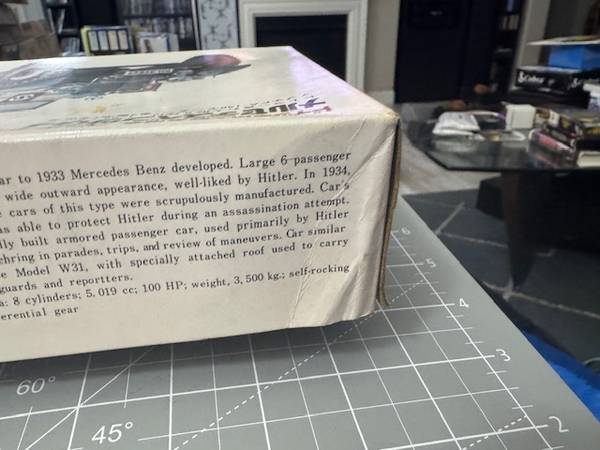 ar to 1933 Mercedes Benz developed. Large 6-passenger
wide outward appearance, well-liked by Hitler. In 1934,
cars of this type were scrupulously manufactured. Car's
as able to protect Hitler during an assassination attempt.
lly built armored passenger car, used primarily by Hitler
ehring in parades, trips, and review of maneuvers. Car similar
e Model W31, with specially attached roof used to carry
guards and reportters.
a: 8 cylinders; 5.019 cc; 100 HP; weight, 3,500 kg.; self-rocking
erential gear
6
5
4
3
2
60°
45°